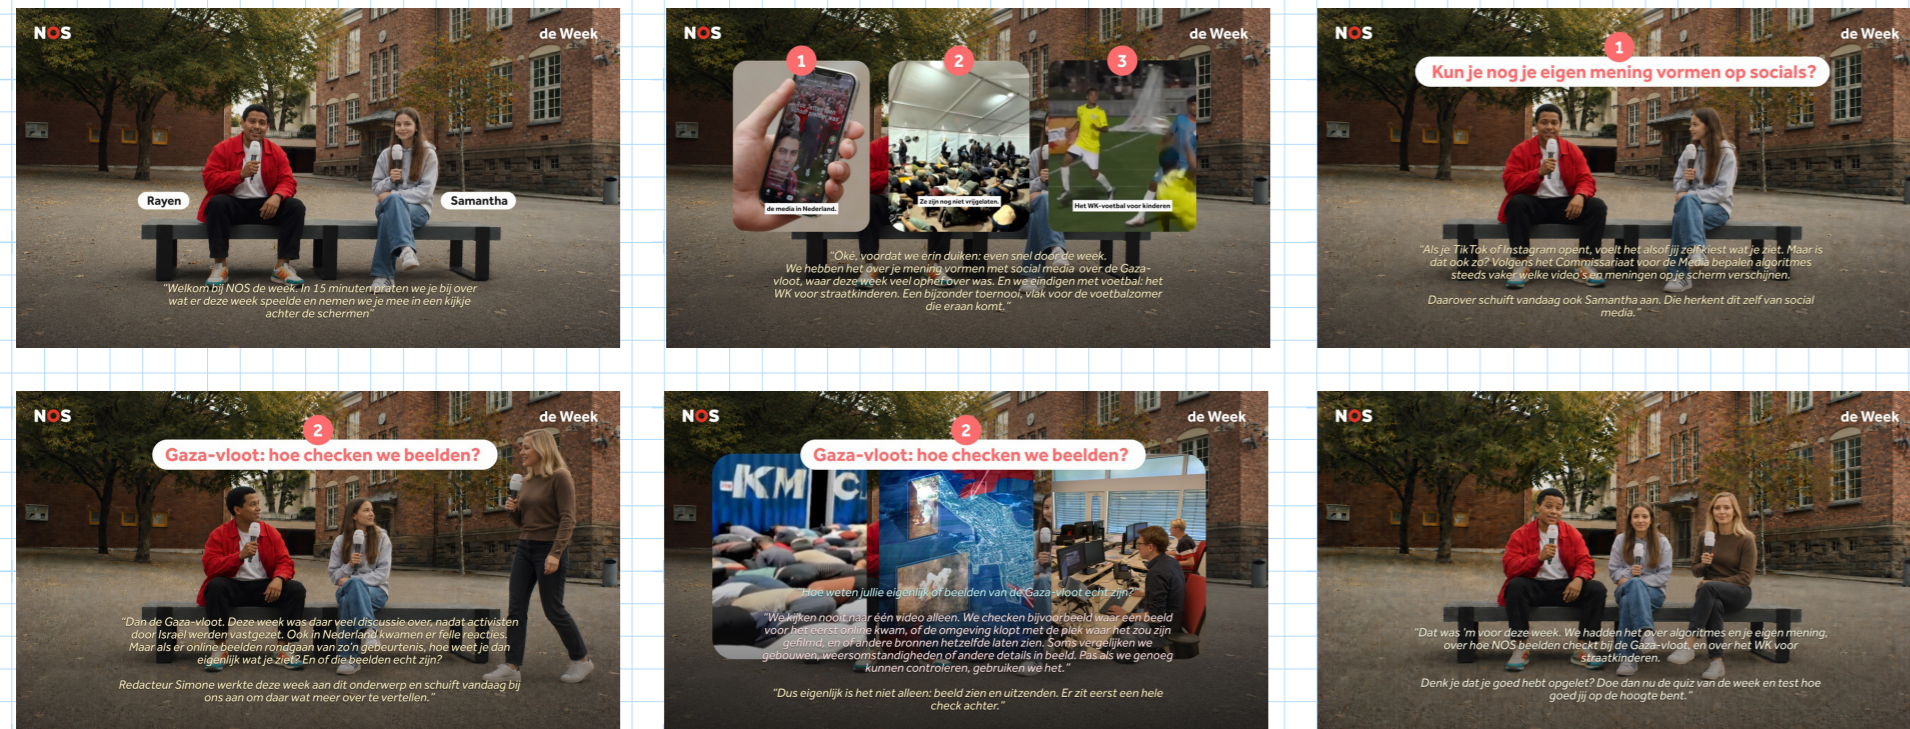 NOS
de Week
Rayen
Samantha
“Welkom bij NOS de week. In 15 minuten praten we je bij over
wat er deze week speelde en nemen we je mee in een kijkje
achter de schermen”
NOS
de Week
1
2
3
de media in Nederland.
Ze zijn nog niet vrijgelaten.
Het WK-voetbal voor kinderen
“Oké, voordat we erin duiken: even snel door de week.
We hebben het over je mening vormen met social media over de Gaza-
vloot, waar deze week veel ophef over was. En we eindigen met voetbal: het
WK voor straatkinderen. Een bijzonder toernooi, vlak voor de voetbalzomer
die eraan komt.“
NOS
de Week
1
Kun je nog je eigen mening vormen op socials?
“Als je TikTok of Instagram opent, voelt het alsof jij zelf kiest wat je ziet. Maar is
dat ook zo? Volgens het Commissariaat voor de Media bepalen algoritmes
steeds vaker welke video’s en meningen op je scherm verschijnen.
Daarover schuift vandaag ook Samantha aan. Die herkent dit zelf van social
media.“
NOS
de Week
2
Gaza-vloot: hoe checken we beelden?
“Dan de Gaza-vloot. Deze week was daar veel discussie over, nadat activisten
door Israël werden vastgezet. Ook in Nederland kwamen er felle reacties.
Maar als er online beelden rondgaan van zo’n gebeurtenis, hoe weet je dan
eigenlijk wat je ziet? En of die beelden echt zijn?
Redacteur Simone werkte deze week aan dit onderwerp en schuift vandaag bij
ons aan om daar wat meer over te vertellen.“
NOS
de Week
2
Gaza-vloot: hoe checken we beelden?
KM
“Hoe weten jullie eigenlijk of beelden van de Gaza-vloot echt zijn?”
“We kijken nooit naar één video alleen. We checken bijvoorbeeld waar een beeld
voor het eerst online kwam, of de omgeving klopt met de plek waar het zou zijn
gefilmd, en of andere bronnen hetzelfde laten zien. Soms vergelijken we
gebouwen, weersomstandigheden of andere details in beeld. Pas als we genoeg
kunnen controleren, gebruiken we het.“
“Dus eigenlijk is het niet alleen: beeld zien en uitzenden. Er zit eerst een hele
check achter.”
NOS
de Week
“Dat was ’m voor deze week. We hadden het over algoritmes en je eigen mening,
over hoe NOS beelden checkt bij de Gaza-vloot, en over het WK voor
straatkinderen.
Denk je dat je goed hebt opgelet? Doe dan nu de quiz van de week en test hoe
goed jij op de hoogte bent.”